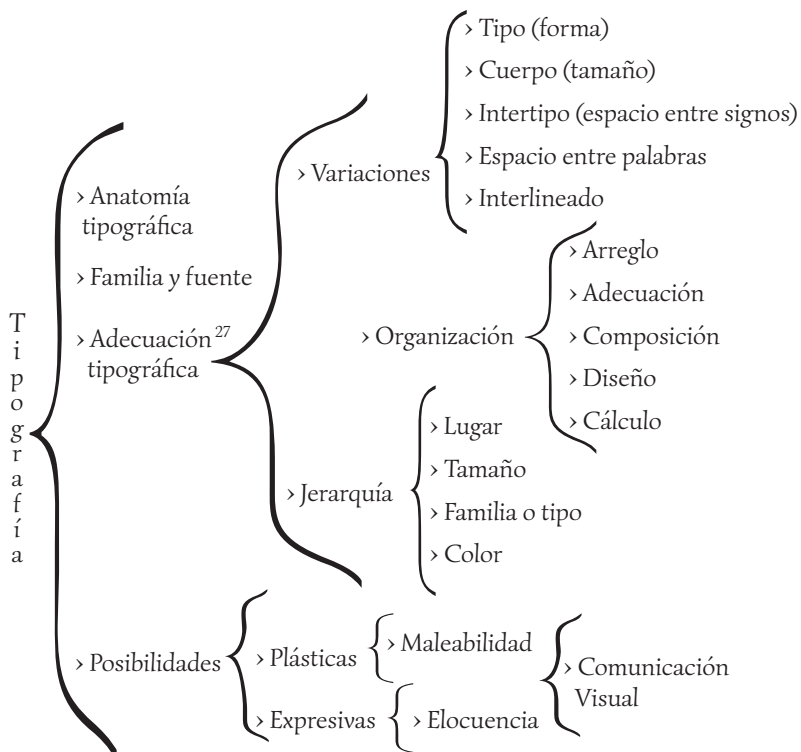 Tipografía
› Anatomía
tipográfica
› Familia y fuente
› Adecuación 27
tipográfica
› Variaciones
› Tipo (forma)
› Cuerpo (tamaño)
› Intertipo (espacio entre signos)
› Espacio entre palabras
› Interlineado
› Organización
› Arreglo
› Adecuación
› Composición
› Diseño
› Cálculo
› Jerarquía
› Lugar
› Tamaño
› Familia o tipo
› Color
› Posibilidades
› Plásticas
› Maleabilidad
› Expresivas
› Elocuencia
› Comunicación
Visual